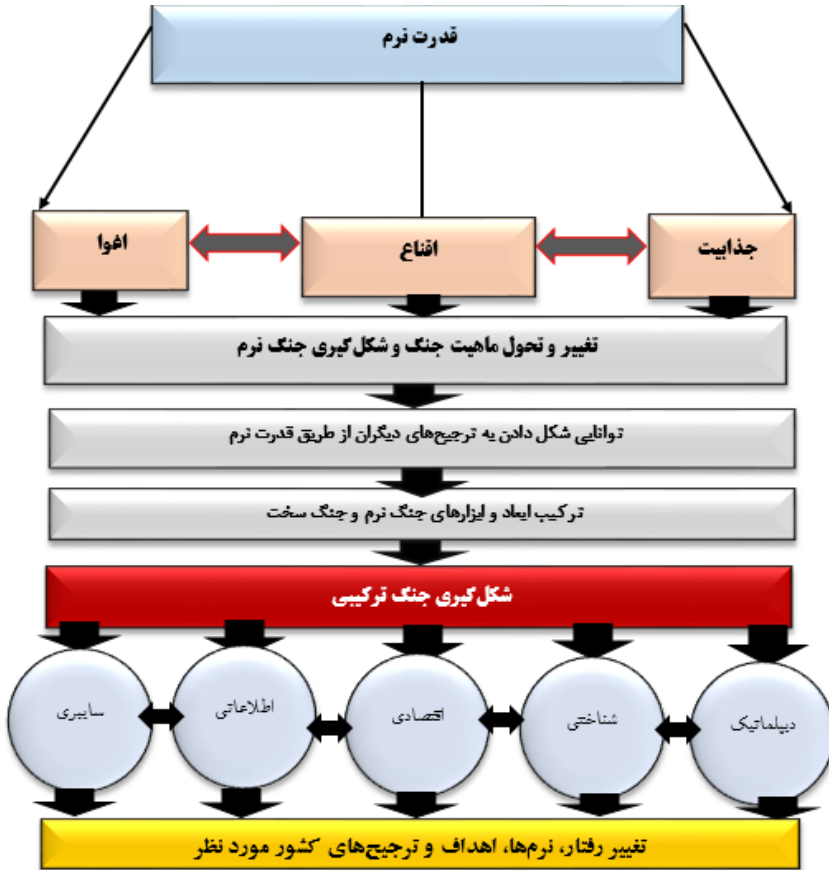 قدرت نرم
جذابیت
اقناع
اغوا
تغییر و تحول ماهیت جنگ و شکل‌گیری جنگ نرم
توانایی شکل دادن به ترجیح‌های دیگران از طریق قدرت نرم
ترکیب ابعاد و ابزارهای جنگ نرم و جنگ سخت
شکل‌گیری جنگ ترکیبی
دیپلماتیک
شناختی
اقتصادی
اطلاعاتی
سایبری
تغییر رفتار، نرم‌ها، اهداف و ترجیح‌های کشور مورد نظر